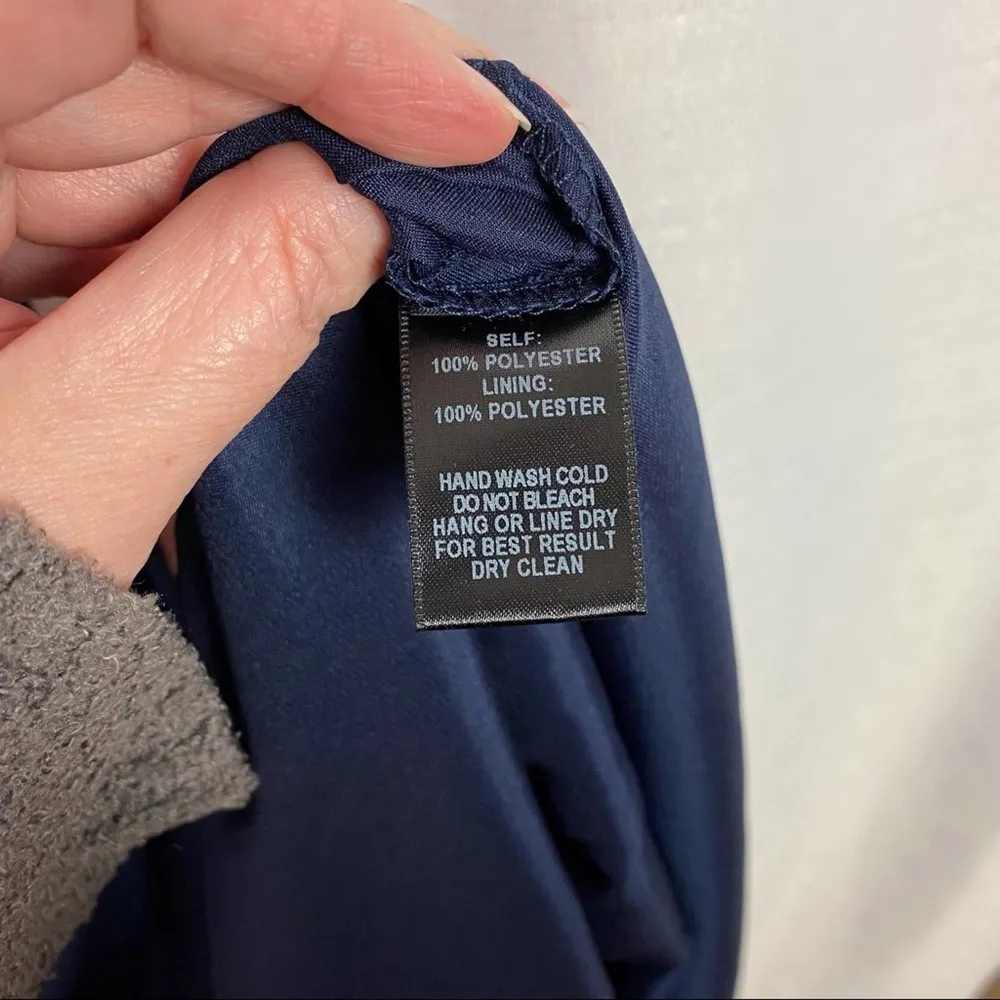 SELF:
100% POLYESTER
LINING:
100% POLYESTER
HAND WASH COLD
DO NOT BLEACH
HANG OR LINE DRY
FOR BEST RESULT
DRY CLEAN